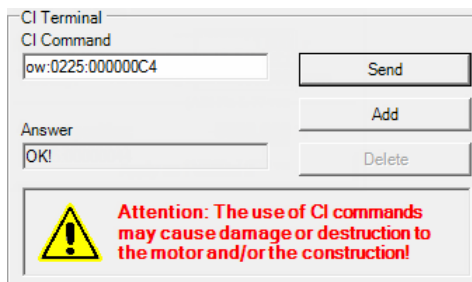 CI Terminal
CI Command
ow:0225:000000C4
Send
Add
Answer
OK!
Delete
Attention: The use of CI commands
may cause damage or destruction to
the motor and/or the construction!